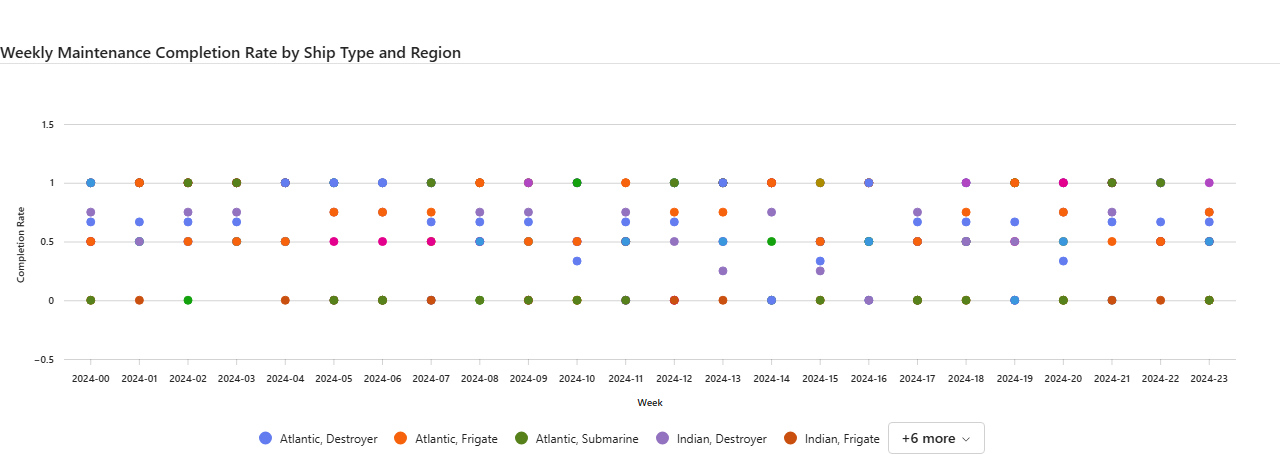 Weekly Maintenance Completion Rate by Ship Type and Region
1.5
1
0.5
0
−0.5
Completion Rate
2024-00 2024-01 2024-02 2024-03 2024-04 2024-05 2024-06 2024-07 2024-08 2024-09 2024-10 2024-11 2024-12 2024-13 2024-14 2024-15 2024-16 2024-17 2024-18 2024-19 2024-20 2024-21 2024-22 2024-23
Week
Atlantic, Destroyer Atlantic, Frigate Atlantic, Submarine Indian, Destroyer Indian, Frigate +6 more